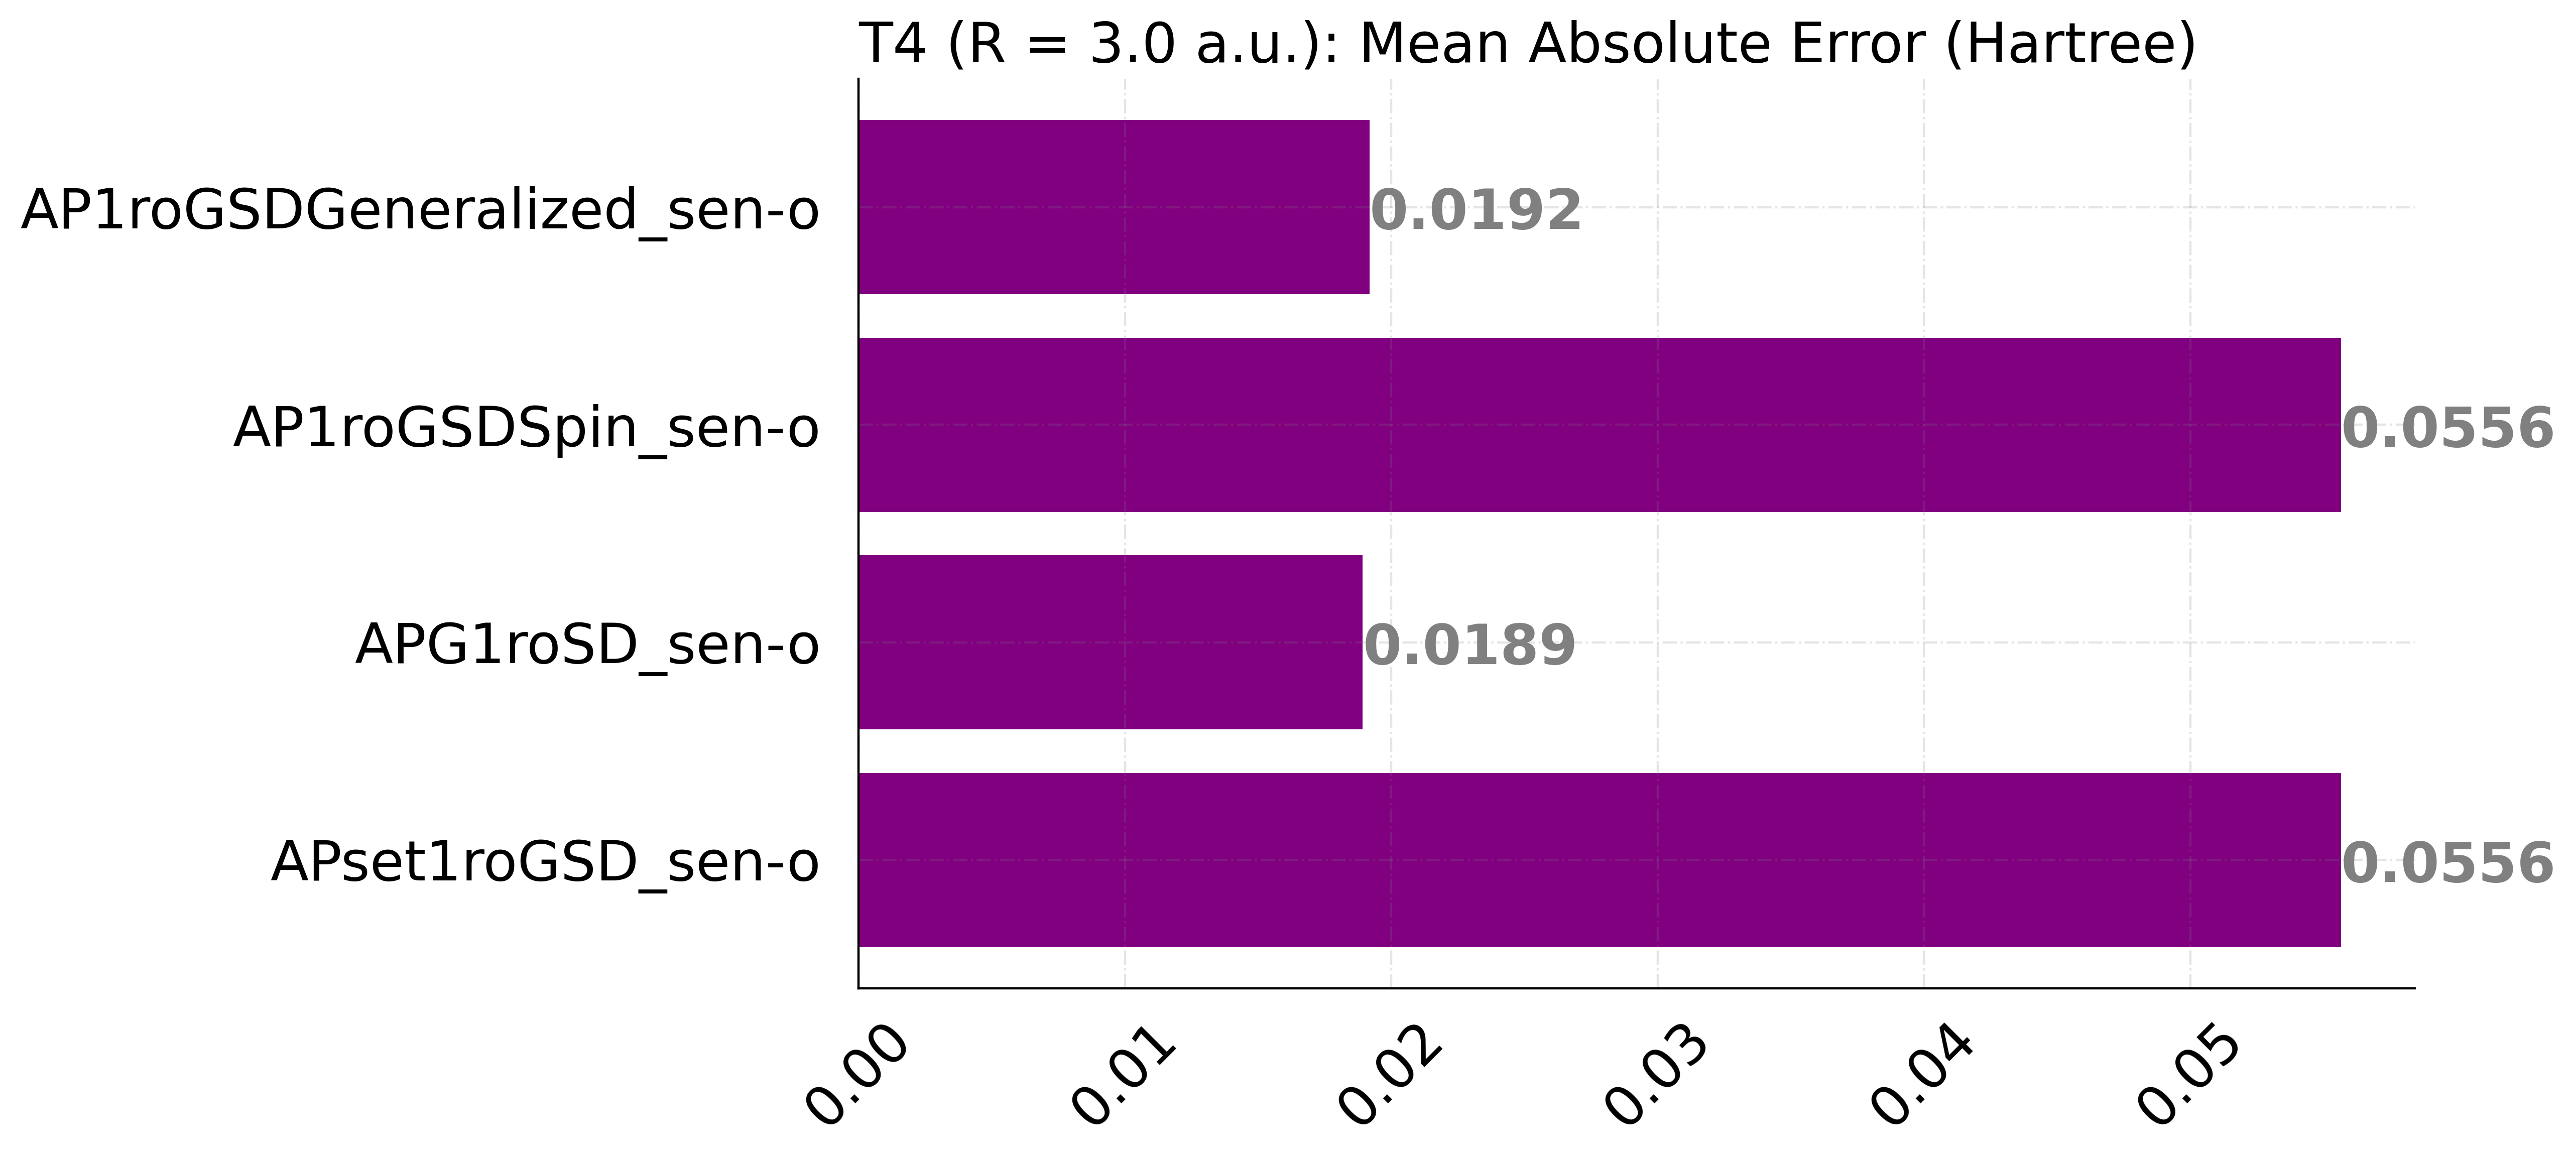 T4 (R = 3.0 a.u.): Mean Absolute Error (Hartree)
AP1roGSDGeneralized_sen-o
0.0192
AP1roGSDSpin_sen-o
0.0556
APG1roSD_sen-o
0.0189
APset1roGSD_sen-o
0.0556
0.00
0.01
0.02
0.03
0.04
0.05